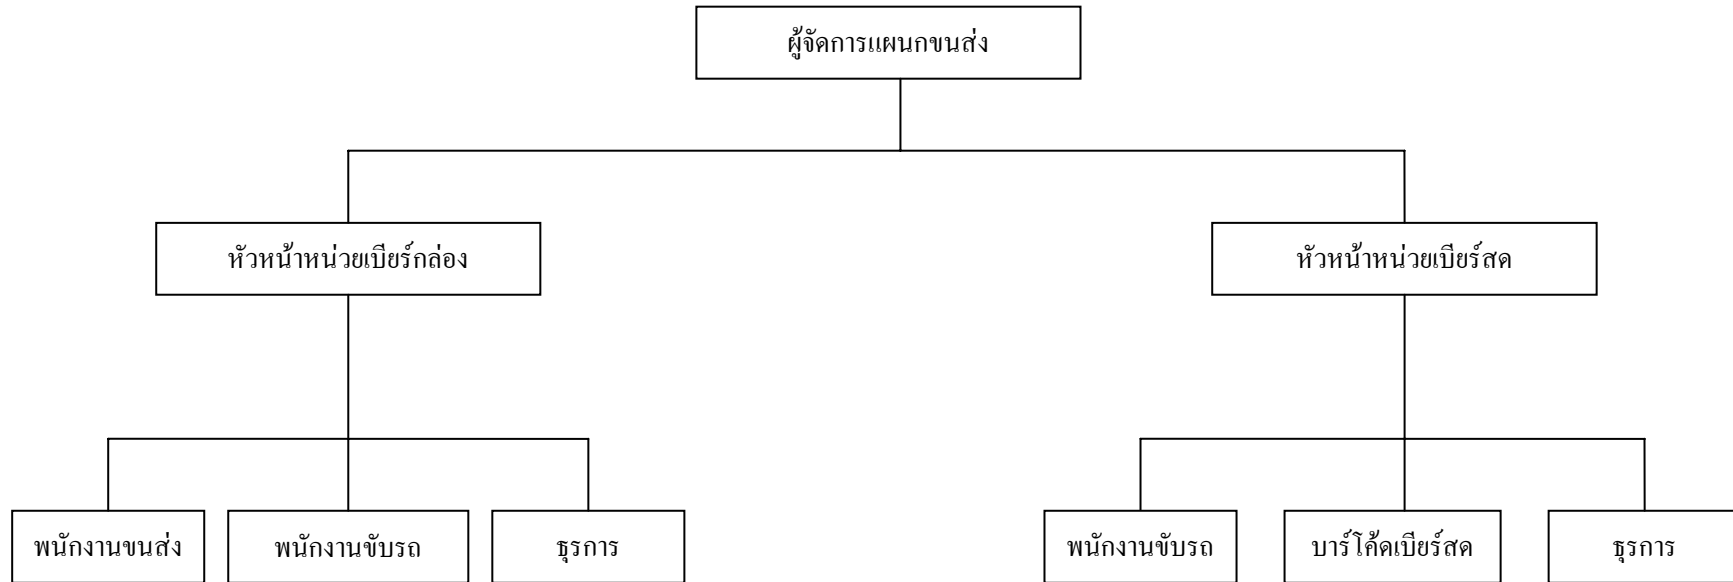 ผู้จัดการแผนกขนส่ง
หัวหน้าหน่วยเบียร์กล่อง
หัวหน้าหน่วยเบียร์สด
พนักงานขนส่ง
พนักงานขับรถ
ธุรการ
พนักงานขับรถ
บาร์โค้ดเบียร์สด
ธุรการ